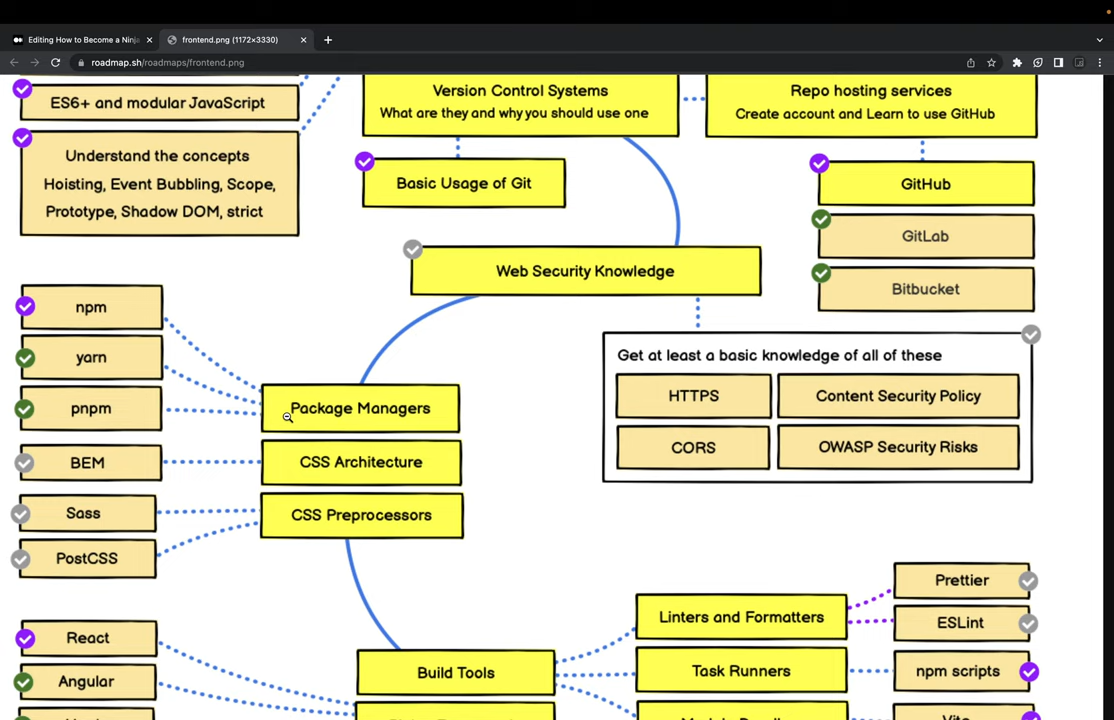 Editing How to Become a Ninja
frontend.png (1172×3330)
roadmap.sh/roadmaps/frontend.png
ES6+ and modular JavaScript
Understand the concepts
Hoisting, Event Bubbling, Scope,
Prototype, Shadow DOM, strict
Version Control Systems
What are they and why you should use one
Repo hosting services
Create account and Learn to use GitHub
Basic Usage of Git
GitHub
GitLab
Bitbucket
Web Security Knowledge
Get at least a basic knowledge of all of these
HTTPS
Content Security Policy
CORS
OWASP Security Risks
npm
yarn
pnpm
Package Managers
BEM
CSS Architecture
Sass
CSS Preprocessors
PostCSS
Prettier
Linters and Formatters
ESLint
React
Angular
Build Tools
Task Runners
npm scripts
Vite